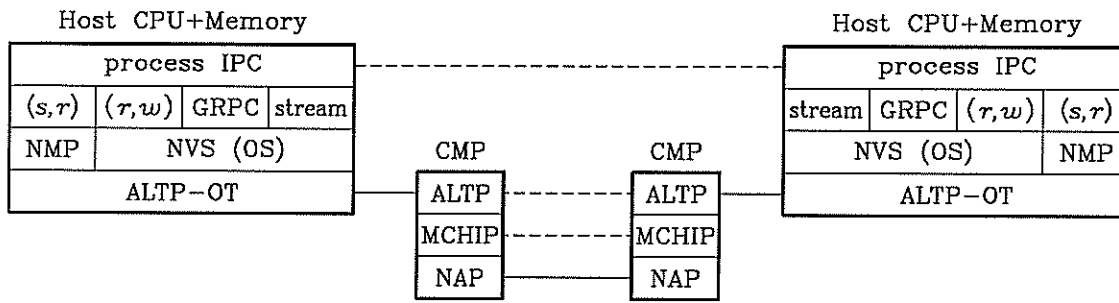 Host CPU+Memory Host CPU+Memory
process IPC process IPC
(s,r) (r,w) GRPC stream stream GRPC (r,w) (s,r)
NMP NVS (OS) CMP CMP NVS (OS) NMP
ALTP-OT ALTP ALTP ALTP-OT
MCHIP MCHIP
NAP NAP